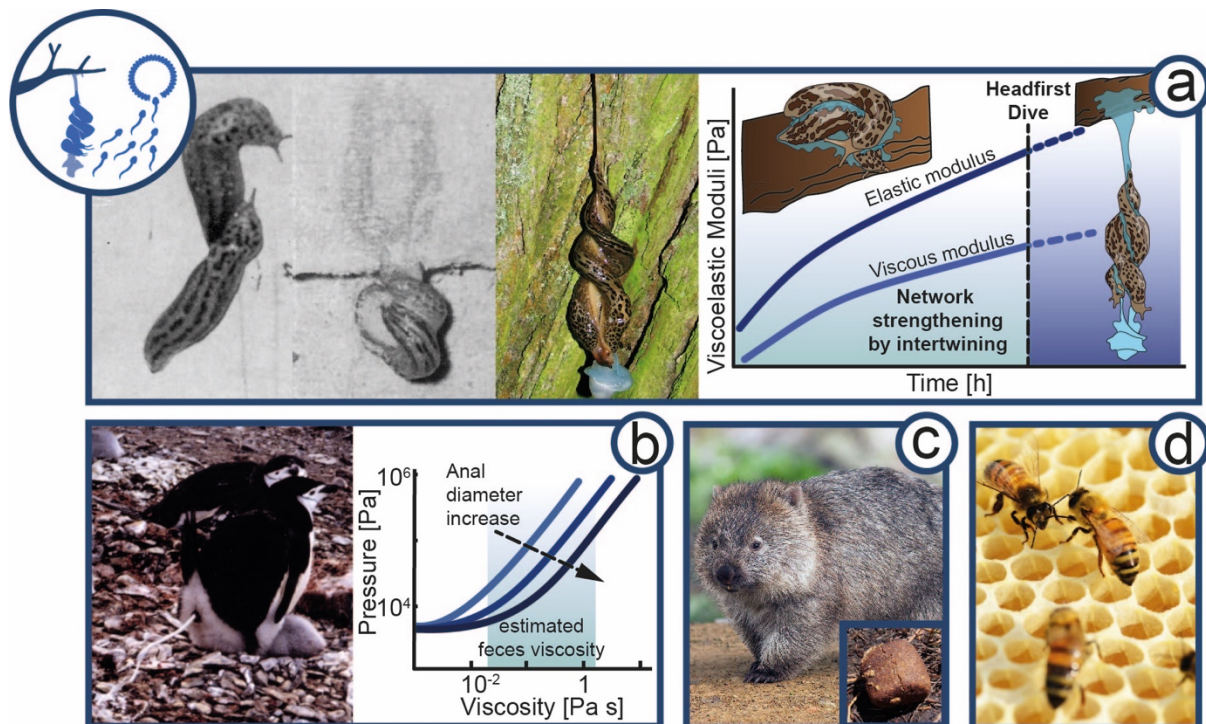 a
Headfirst
Dive
Viscoelastic Moduli [Pa]
Elastic modulus
Viscous modulus
Network
strengthening
by intertwining
Time [h]
b
Pressure [Pa]
10⁶
10⁴
Anal
diameter
increase
estimated
feces viscosity
10⁻²
1
Viscosity [Pa s]
c
d